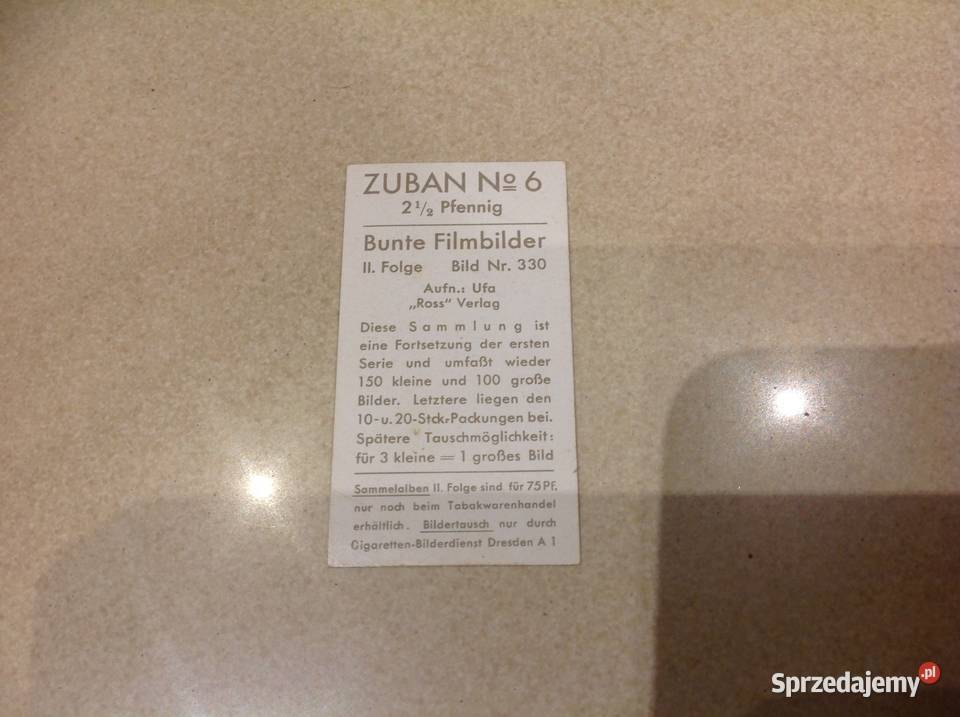 ZUBAN № 6
2½ Pfennig
Bunte Filmbilder
II. Folge Bild Nr. 330
Aufn.: Ufa
„Ross" Verlag
Diese Sammlung ist
eine Fortsetzung der ersten
Serie und umfaßt wieder
150 kleine und 100 große
Bilder. Letztere liegen den
10-u.20-Stck.-Packungen bei.
Spätere Tauschmöglichkeit:
für 3 kleine = 1 großes Bild
Sammelalben II. Folge sind für 75 PF.
nur noch beim Tabakwarenhandel
erhältlich. Bildertausch nur durch
Cigaretten-Bilderdienst Dresden A 1
Sprzedajemy.pl